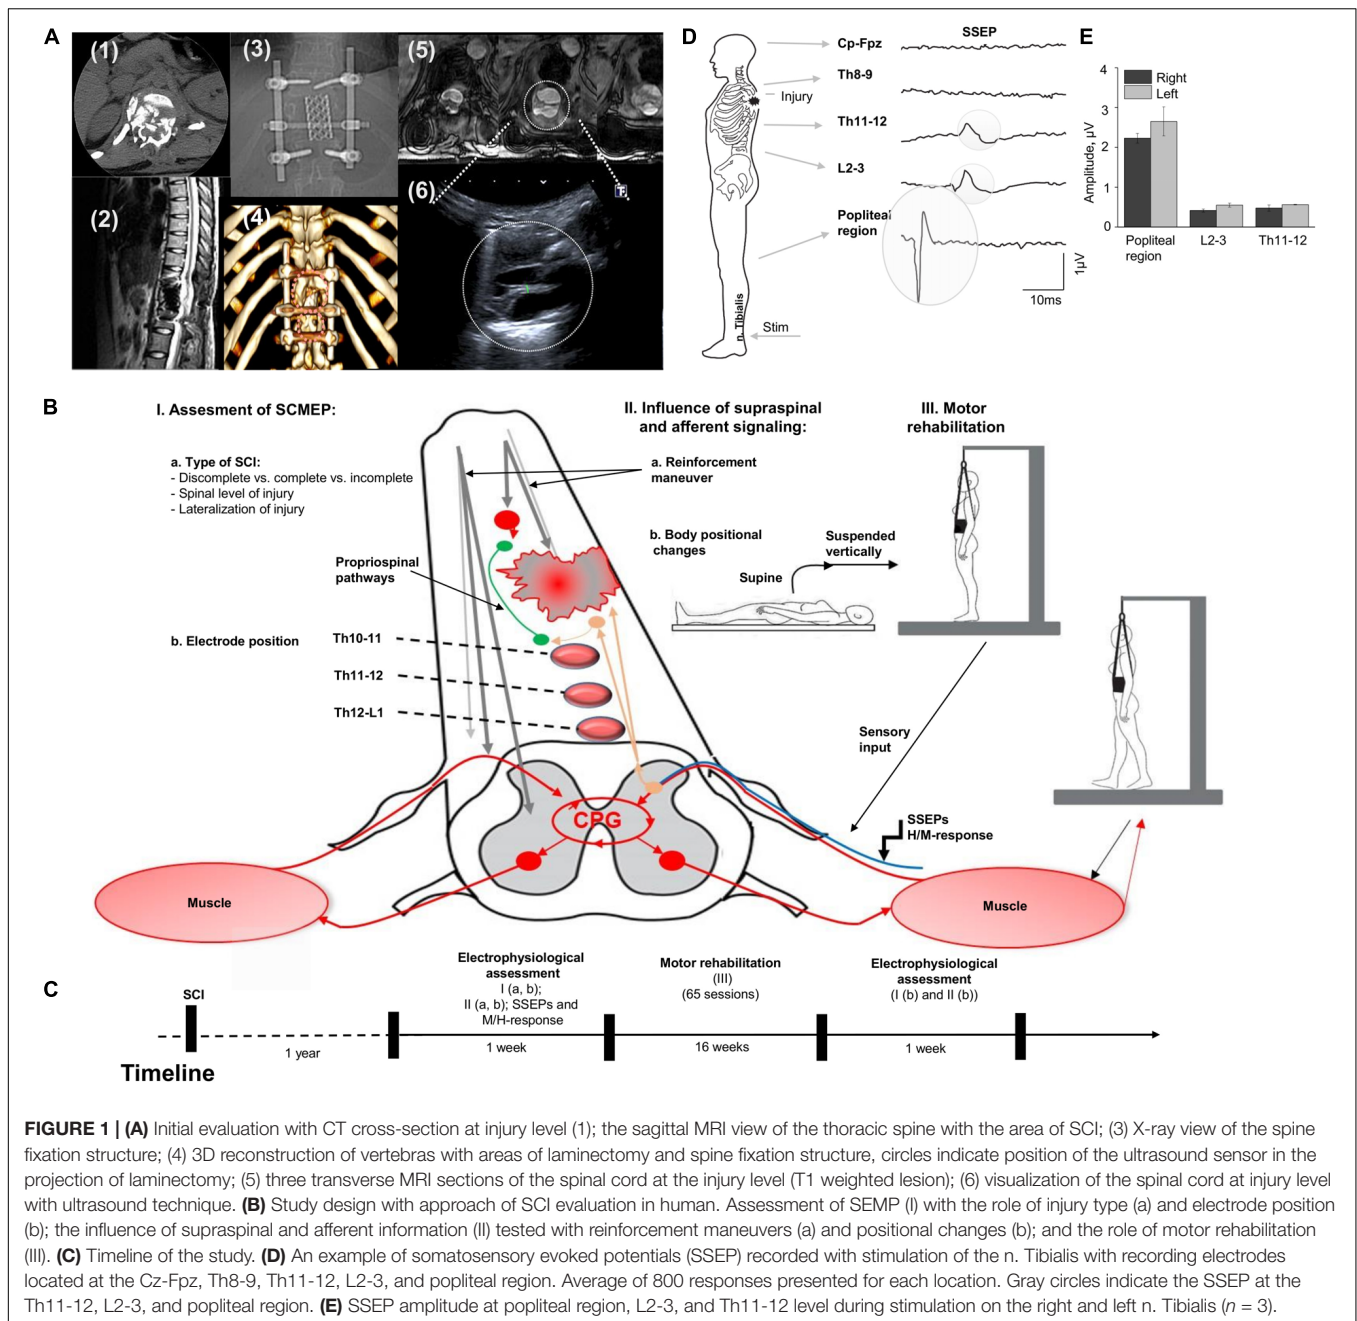 A
(1)
(2)
(3)
(4)
(5)
(6)
D
Cp-Fpz
Th8-9
Injury
Th11-12
L2-3
Popliteal
region
n. Tibialis
Stim
SSEP
1µV
10ms
E
Right
Left
Amplitude, µV
4
3
2
1
0
Popliteal
region
L2-3
Th11-12
B
I. Assesment of SCMEP:
a. Type of SCI:
- Discomplete vs. complete vs. incomplete
- Spinal level of injury
- Lateralization of injury
Propriospinal
pathways
b. Electrode position
Th10-11
Th11-12
Th12-L1
II. Influence of supraspinal
and afferent signaling:
a. Reinforcement
maneuver
b. Body positional
changes
Supine
Suspended
vertically
III. Motor
rehabilitation
Sensory
input
SSEPs
H/M-response
CPG
Muscle
Muscle
C
SCI
Timeline
1 year
Electrophysiological
assessment
I (a, b);
II (a, b); SSEPs and
M/H-response
1 week
Motor rehabilitation
(III)
(65 sessions)
16 weeks
Electrophysiological
assessment
(I (b) and II (b))
1 week
FIGURE 1 | (A) Initial evaluation with CT cross-section at injury level (1); the sagittal MRI view of the thoracic spine with the area of SCI; (3) X-ray view of the spine
fixation structure; (4) 3D reconstruction of vertebras with areas of laminectomy and spine fixation structure, circles indicate position of the ultrasound sensor in the
projection of laminectomy; (5) three transverse MRI sections of the spinal cord at the injury level (T1 weighted lesion); (6) visualization of the spinal cord at injury level
with ultrasound technique. (B) Study design with approach of SCI evaluation in human. Assessment of SEMP (I) with the role of injury type (a) and electrode position
(b); the influence of supraspinal and afferent information (II) tested with reinforcement maneuvers (a) and positional changes (b); and the role of motor rehabilitation
(III). (C) Timeline of the study. (D) An example of somatosensory evoked potentials (SSEP) recorded with stimulation of the n. Tibialis with recording electrodes
located at the Cz-Fpz, Th8-9, Th11-12, L2-3, and popliteal region. Average of 800 responses presented for each location. Gray circles indicate the SSEP at the
Th11-12, L2-3, and popliteal region. (E) SSEP amplitude at popliteal region, L2-3, and Th11-12 level during stimulation on the right and left n. Tibialis (n = 3).